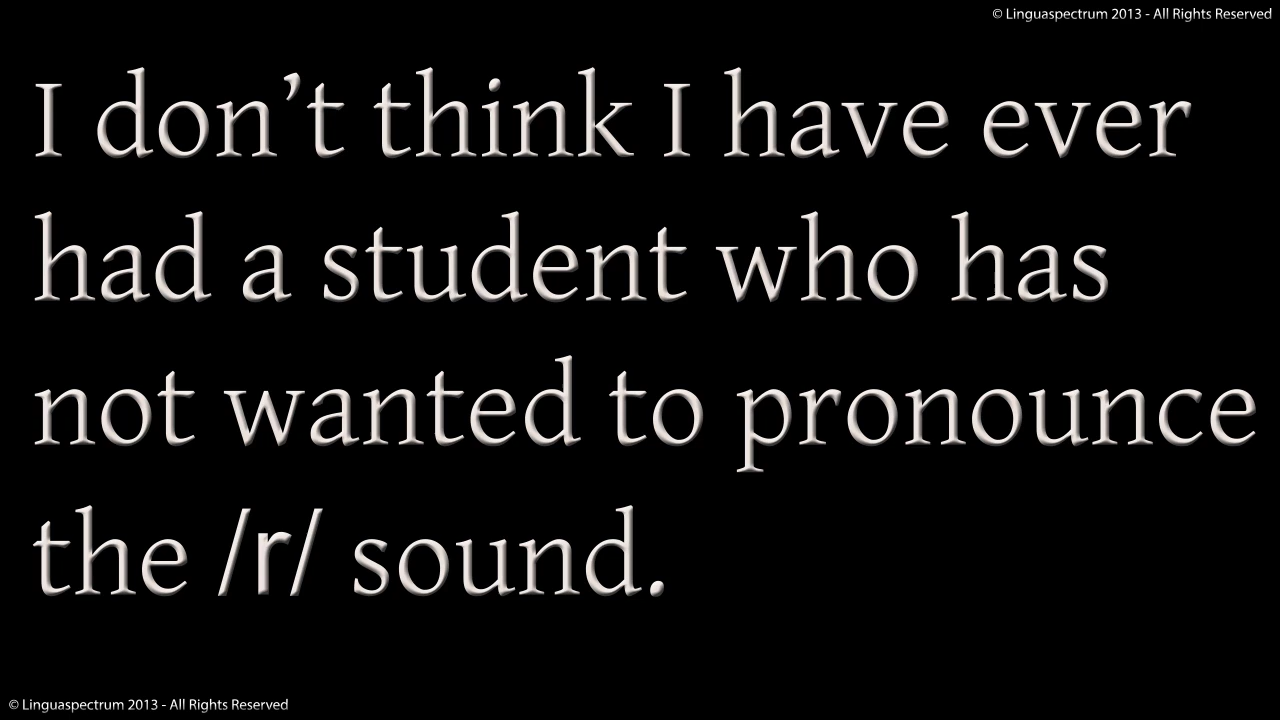 © Linguaspectrum 2013 - All Rights Reserved
I don’t think I have ever
had a student who has
not wanted to pronounce
the /r/ sound.
© Linguaspectrum 2013 - All Rights Reserved